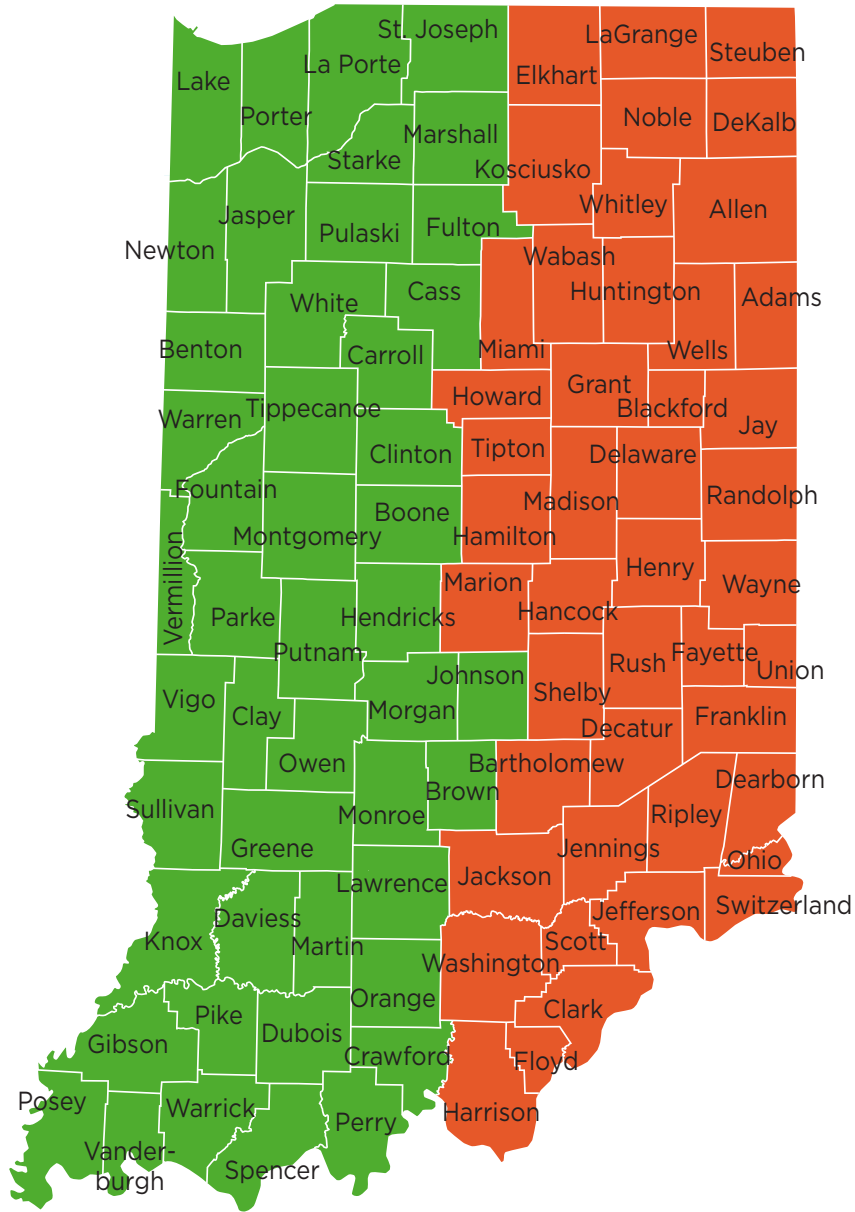 St. Joseph
LaGrange
Steuben
La Porte
Elkhart
Lake
Porter
Noble
DeKalb
Marshall
Starke
Kosciusko
Whitley
Allen
Jasper
Fulton
Pulaski
Newton
Wabash
White
Cass
Huntington
Adams
Benton
Carroll
Miami
Wells
Howard
Grant
Blackford
Warren
Tippecanoe
Jay
Clinton
Tipton
Delaware
Fountain
Randolph
Boone
Madison
Montgomery
Hamilton
Vermillion
Marion
Henry
Wayne
Parke
Hendricks
Hancock
Putnam
Rush
Fayette
Union
Johnson
Shelby
Vigo
Clay
Morgan
Franklin
Decatur
Owen
Bartholomew
Dearborn
Brown
Sullivan
Monroe
Ripley
Greene
Jennings
Ohio
Lawrence
Jackson
Switzerland
Jefferson
Daviess
Knox
Martin
Scott
Washington
Orange
Clark
Pike
Dubois
Gibson
Crawford
Floyd
Posey
Warrick
Harrison
Perry
Vander-
burgh
Spencer